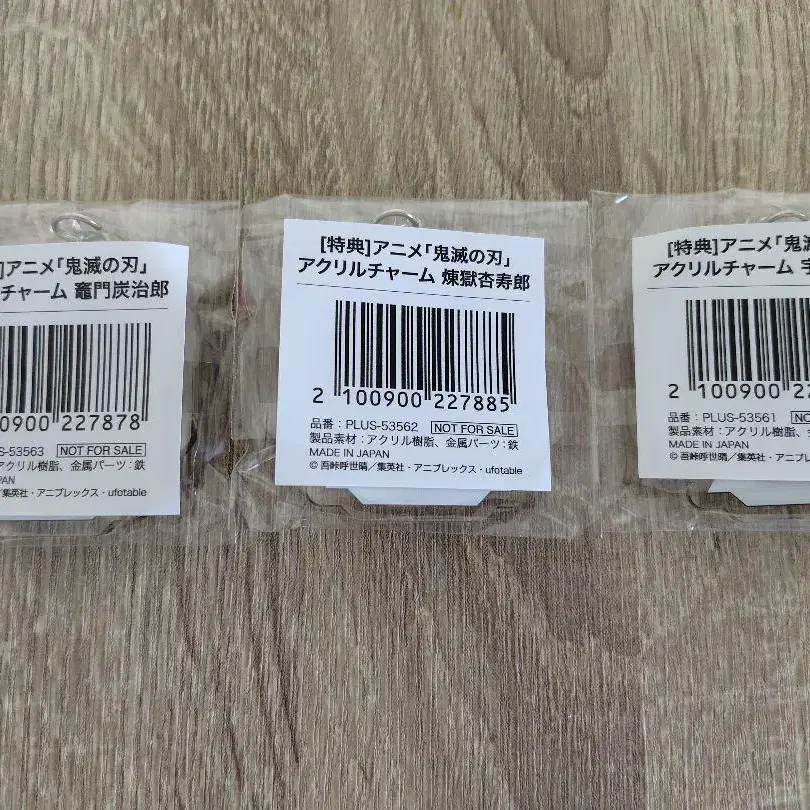 ]アニメ「鬼滅の刃」
チャーム 竈門炭治郎
0900 227878
S-53563 NOT FOR SALE
アクリル樹脂、金属パーツ:鉄
PAN
/集英社・アニプレックス・ufotable
[特典]アニメ「鬼滅の刃」
アクリルチャーム 煉獄杏寿郎
2 100900 227885
品番:PLUS-53562 NOT FOR SALE
製品素材:アクリル樹脂、金属パーツ:鉄
MADE IN JAPAN
© 吾峠呼世晴/集英社・アニプレックス・ufotable
[特典]アニメ「鬼滅の
アクリルチャーム 宇
2 100900 22
品番:PLUS-53561 NOT
製品素材:アクリル樹脂、金属
MADE IN JAPAN
© 吾峠呼世晴/集英社・アニプレ